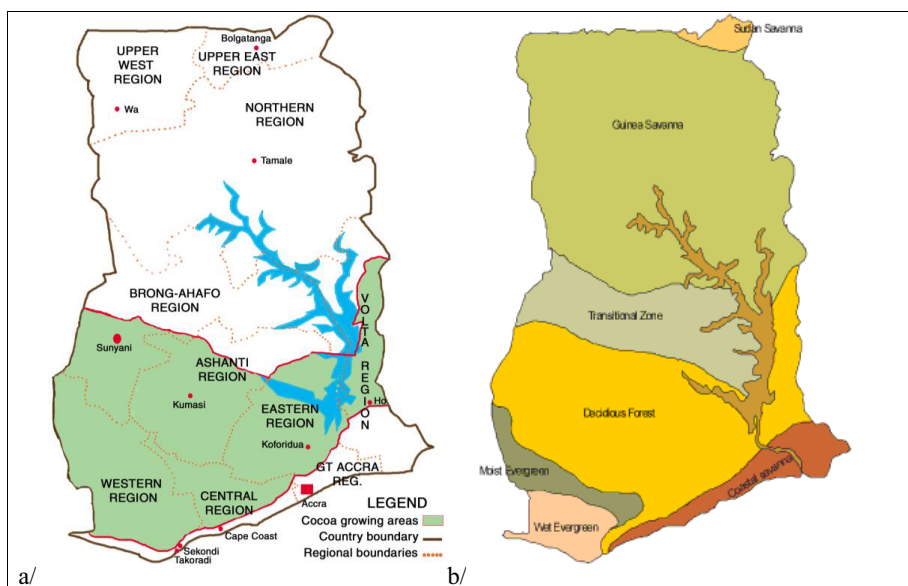 UPPER
WEST
REGION
Bolgatanga
UPPER EAST
REGION
Wa
NORTHERN
REGION
Tamale
BRONG-AHAFO
REGION
VOLTA REGION
Sunyani
ASHANTI
REGION
Kumasi
EASTERN
REGION
Ho
Koforidua
GT ACCRA
REG.
Accra
WESTERN
REGION
CENTRAL
REGION
Cape Coast
Sekondi
Takoradi
LEGEND
Cocoa growing areas
Country boundary
Regional boundaries
a/
Sudan Savanna
Guinea Savanna
Transitional Zone
Decidious Forest
Moist Evergreen
Wet Evergreen
Coastal savanna
b/